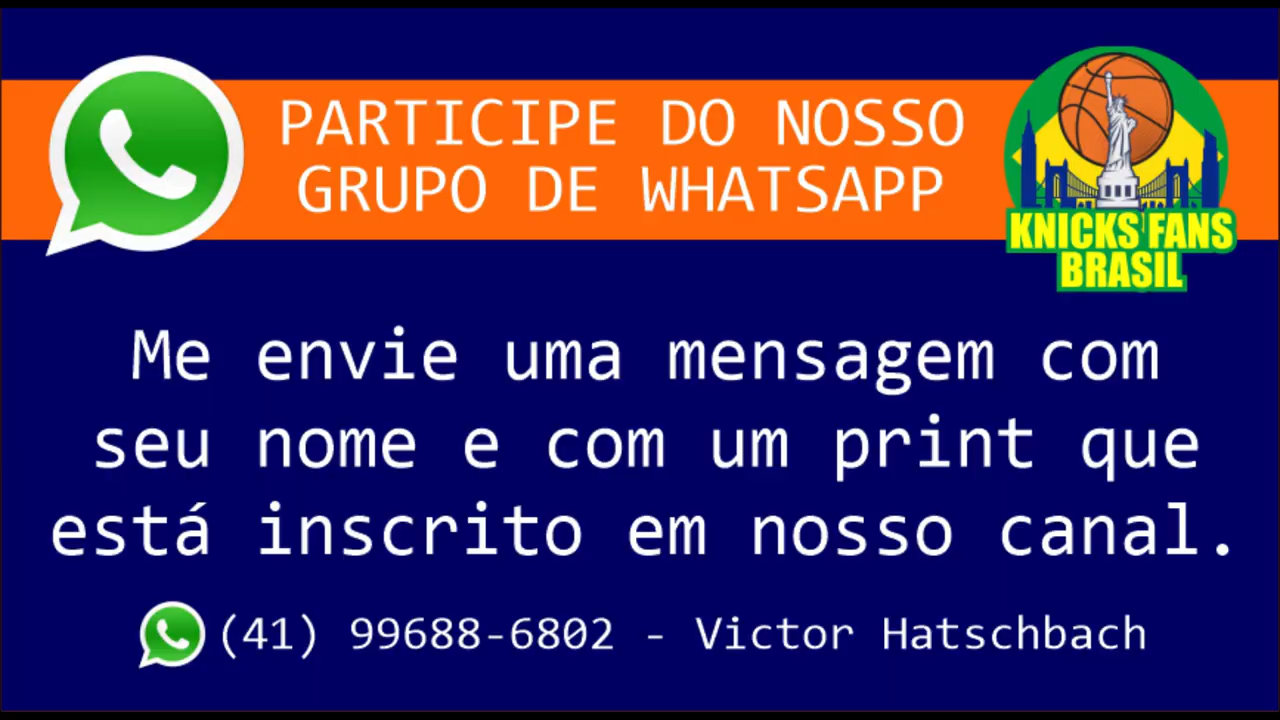 PARTICIPE DO NOSSO
GRUPO DE WHATSAPP
KNICKS FANS
BRASIL
Me envie uma mensagem com
seu nome e com um print que
está inscrito em nosso canal.
(41) 99688-6802 - Victor Hatschbach